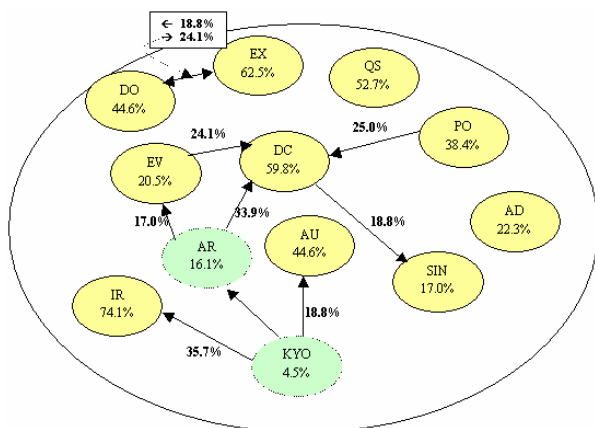 ← 18.8%
→ 24.1%
EX
62.5%
QS
52.7%
DO
44.6%
24.1%
25.0%
PO
38.4%
DC
59.8%
EV
20.5%
17.0%
33.9%
AD
22.3%
18.8%
AU
44.6%
AR
16.1%
SIN
17.0%
IR
74.1%
18.8%
35.7%
KYO
4.5%